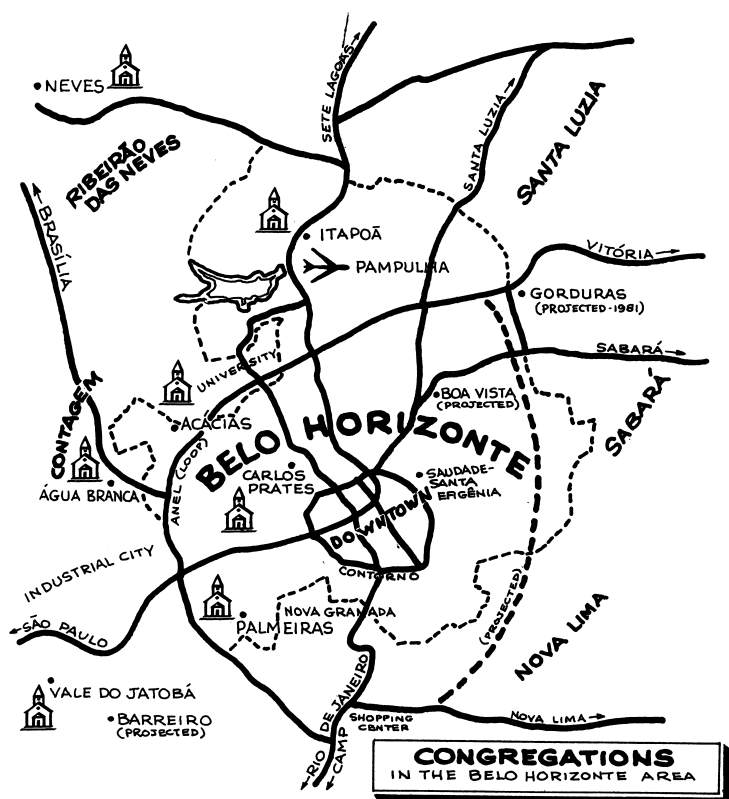 NEVES
SETE LAGOAS
SANTA LUZIA
SANTA LUZIA
RIBEIRÃO
DAS NEVES
BRASÍLIA
ITAPOÃ
PAMPULHA
VITÓRIA
GORDURAS
(PROJECTED-1981)
SABARÁ
SABARÁ
UNIVERSITY
BOA VISTA
(PROJECTED)
CONTAGEM
ACÁCIAS
BELO HORIZONTE
ANEL (LOOP)
CARLOS
PRATES
SAUDADE-
SANTA
EFIGÊNIA
ÁGUA BRANCA
DOWNTOWN
CONTORNO
INDUSTRIAL CITY
(PROJECTED)
NOVA GRANADA
PALMEIRAS
SÃO PAULO
NOVA LIMA
VALE DO JATOBÁ
BARREIRO
(PROJECTED)
RIO DE JANEIRO
CAMP
SHOPPING
CENTER
NOVA LIMA
CONGREGATIONS
IN THE BELO HORIZONTE AREA